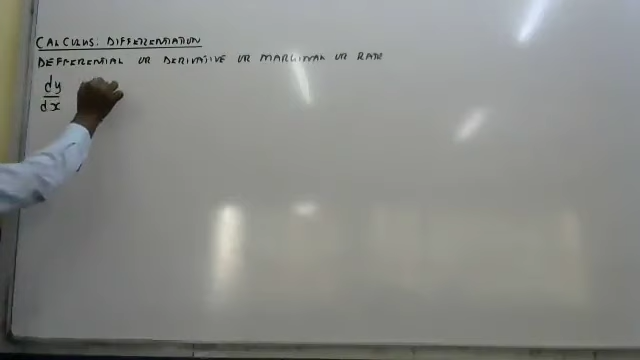 CALCULUS: DIFFERENTIATION
DEFFERENTIAL OR DERIVATIVE OR MARGINAL OR RATE
dy
dx